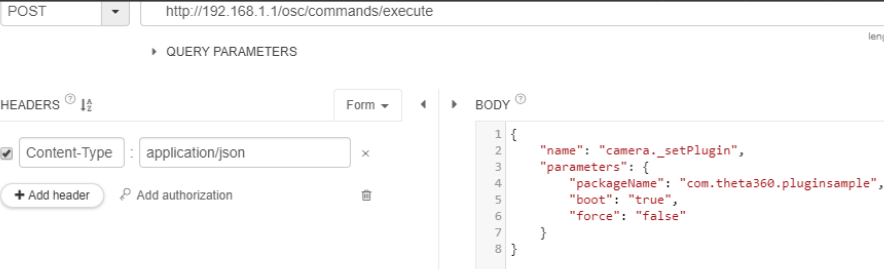 POST http://192.168.1.1/osc/commands/execute
QUERY PARAMETERS
HEADERS ? Form BODY ?
Content-Type : application/json ×
+ Add header Add authorization
1 {
2 "name": "camera._setPlugin",
3 "parameters": {
4 "packageName": "com.theta360.pluginsample",
5 "boot": "true",
6 "force": "false"
7 }
8 }